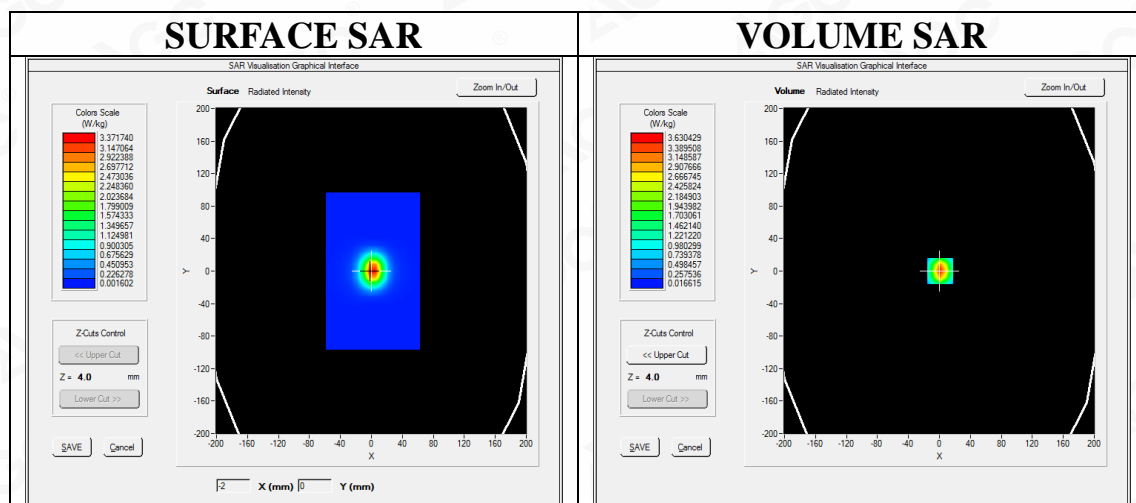 SURFACE SAR
SAR Visualisation Graphical Interface
Surface Radiated Intensity
Zoom In/Out
Colors Scale
(W/kg)
3.371740
3.147064
2.922388
2.697712
2.473036
2.248360
2.023684
1.799009
1.574333
1.349657
1.124981
0.900305
0.675629
0.450953
0.226278
0.001602
Z-Cuts Control
<< Upper Cut
Z = 4.0 mm
Lower Cut >>
SAVE Cancel
200
160
120
80
40
0
-40
-80
-120
-160
-200
Y
-200 -160 -120 -80 -40 0 40 80 120 160 200
X
-2 X (mm) 0 Y (mm)
VOLUME SAR
SAR Visualisation Graphical Interface
Volume Radiated Intensity
Zoom In/Out
Colors Scale
(W/kg)
3.630429
3.389508
3.148587
2.907666
2.666745
2.425824
2.184903
1.943982
1.703061
1.462140
1.221220
0.980299
0.739378
0.498457
0.257536
0.016615
Z-Cuts Control
<< Upper Cut
Z = 4.0 mm
Lower Cut >>
SAVE Cancel
200
160
120
80
40
0
-40
-80
-120
-160
-200
Y
-200 -160 -120 -80 -40 0 40 80 120 160 200
X